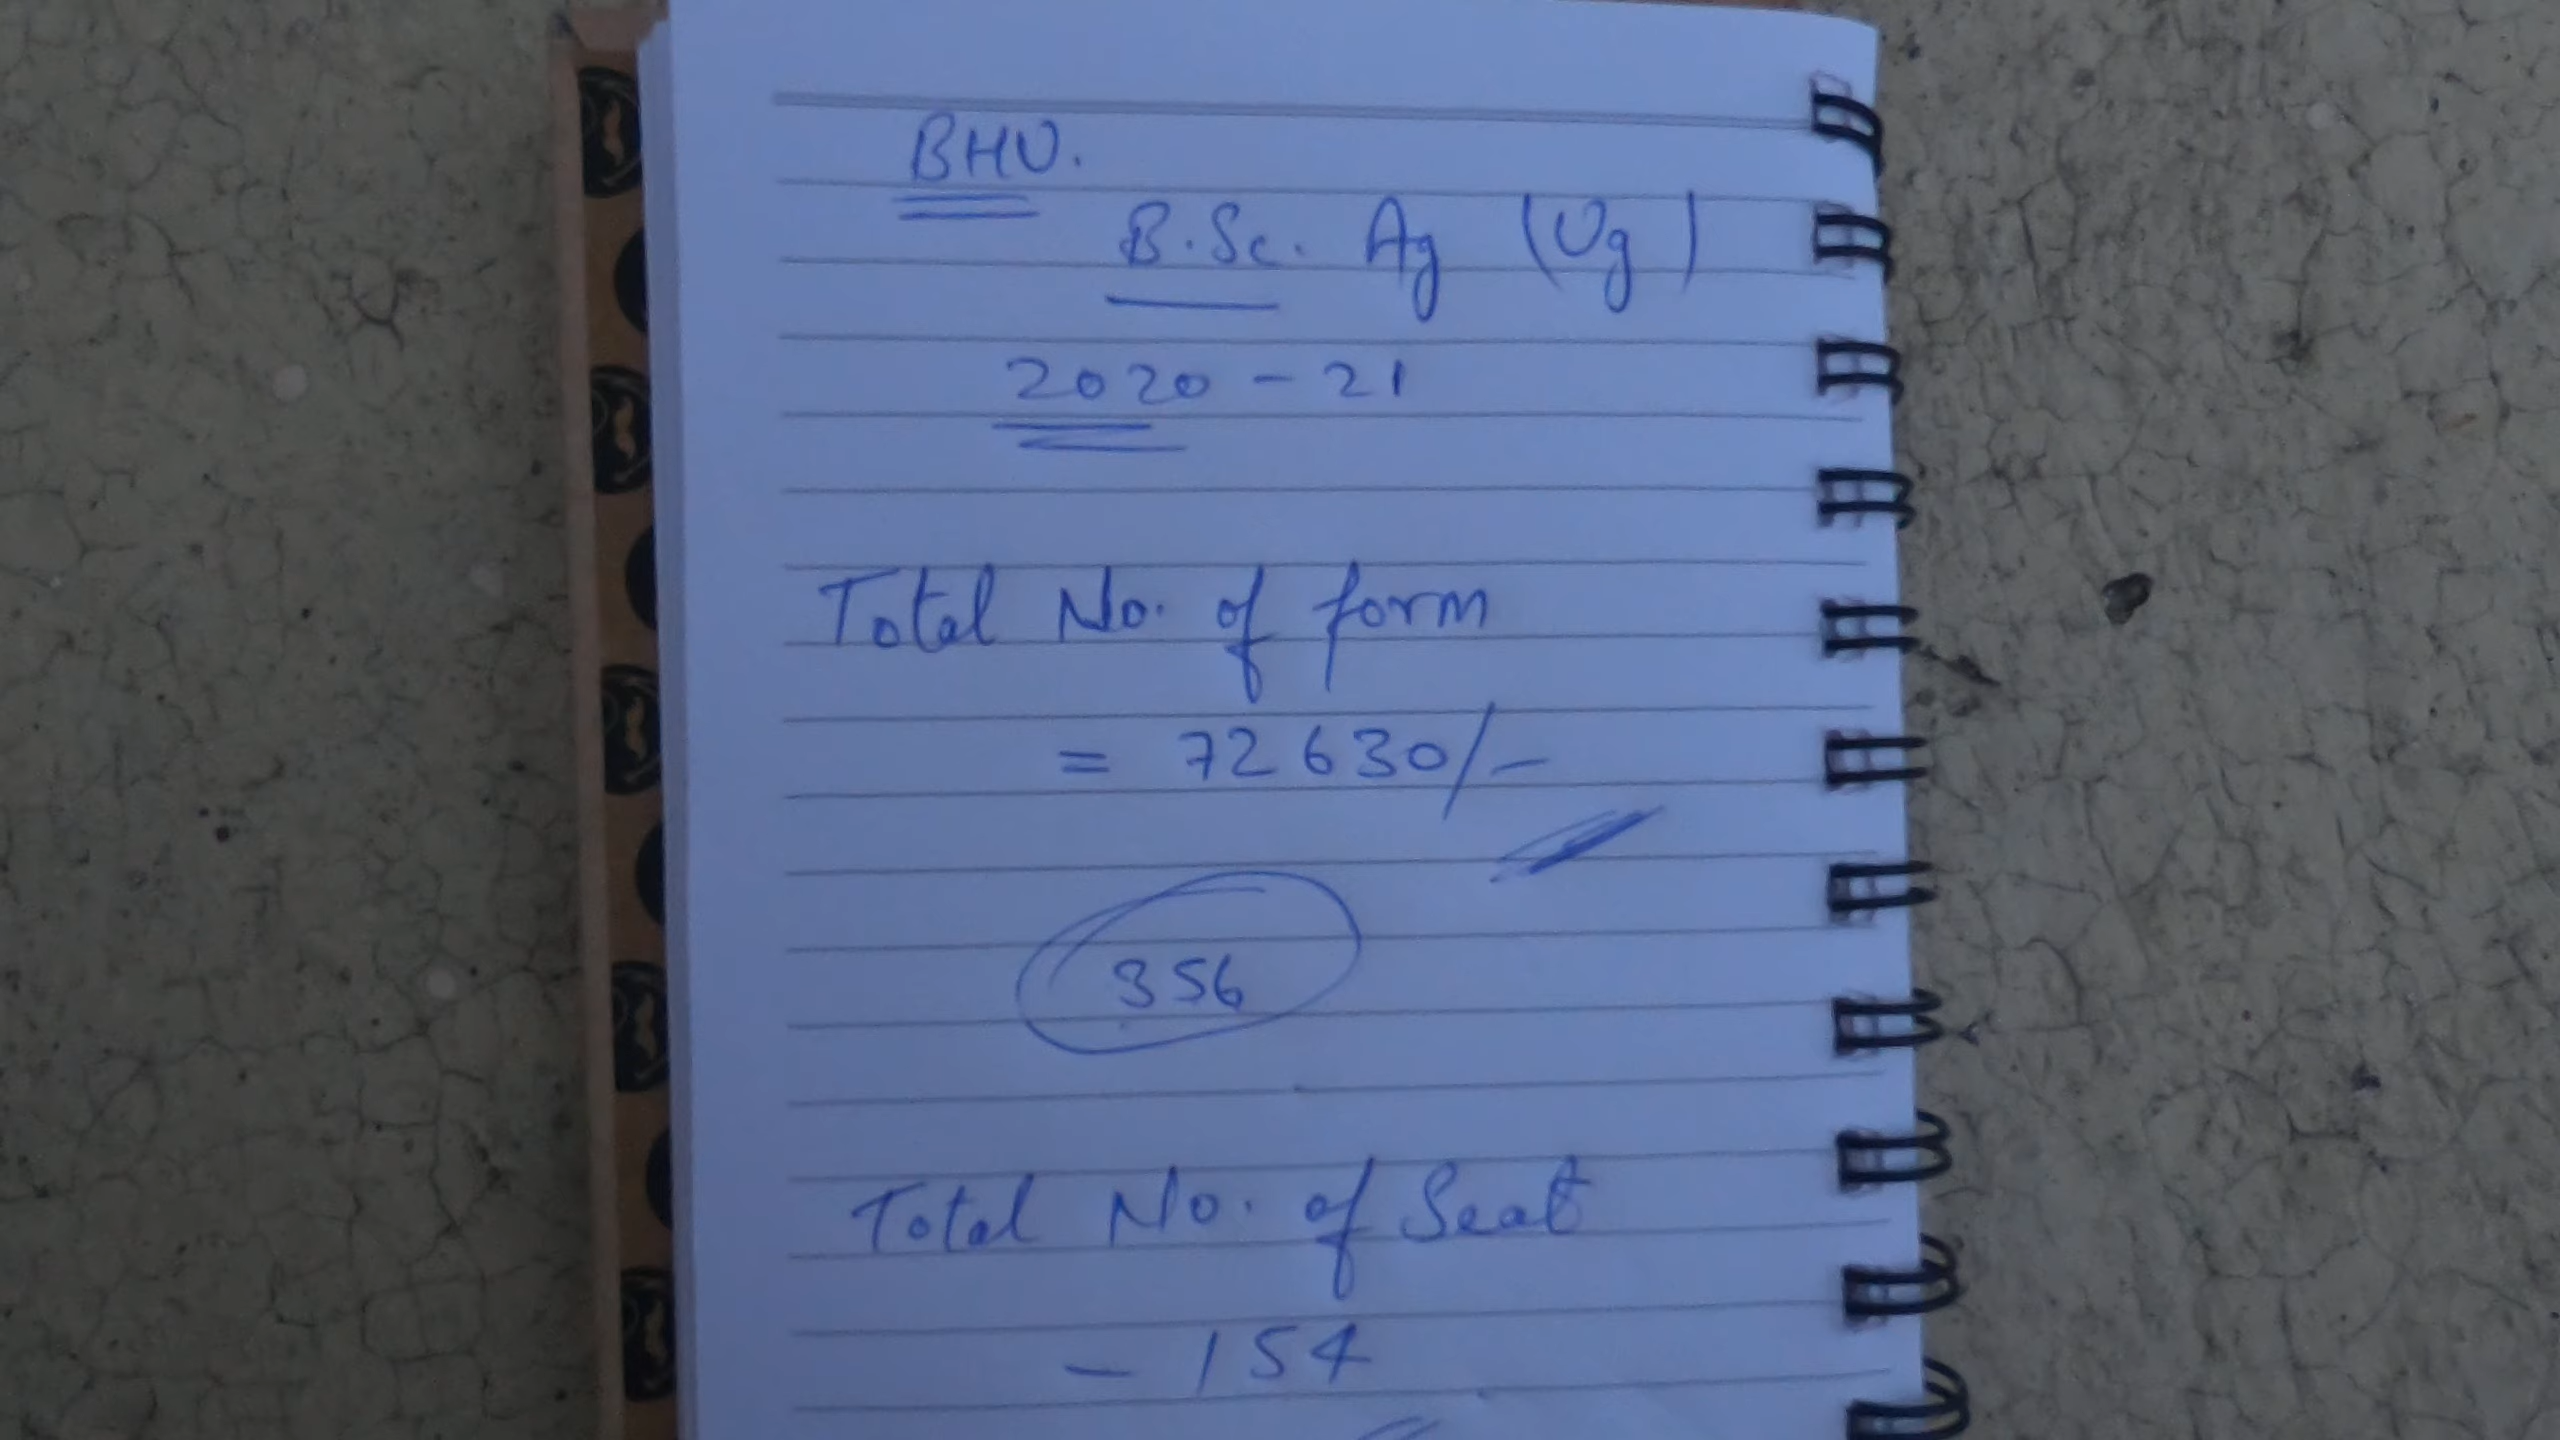 BHU.
B.Sc. Ag (Ug)
2020-21
Total No. of form
= 72630/-
356
Total No. of Seat
- 154